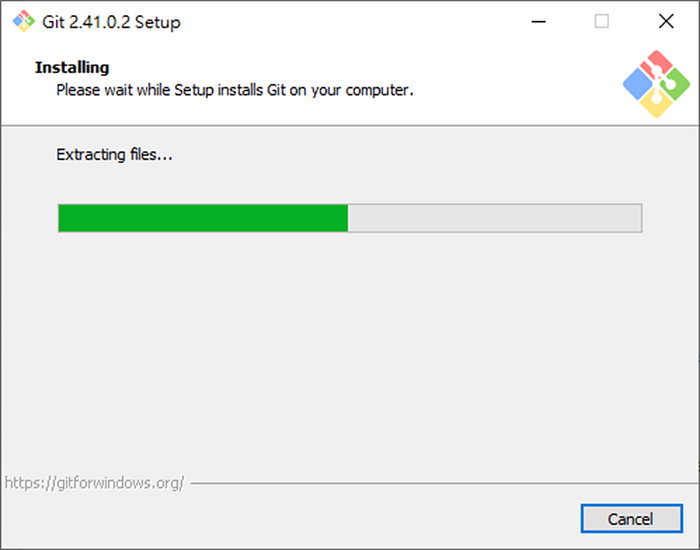 Git 2.41.0.2 Setup
Installing
Please wait while Setup installs Git on your computer.
Extracting files...
https://gitforwindows.org/
Cancel